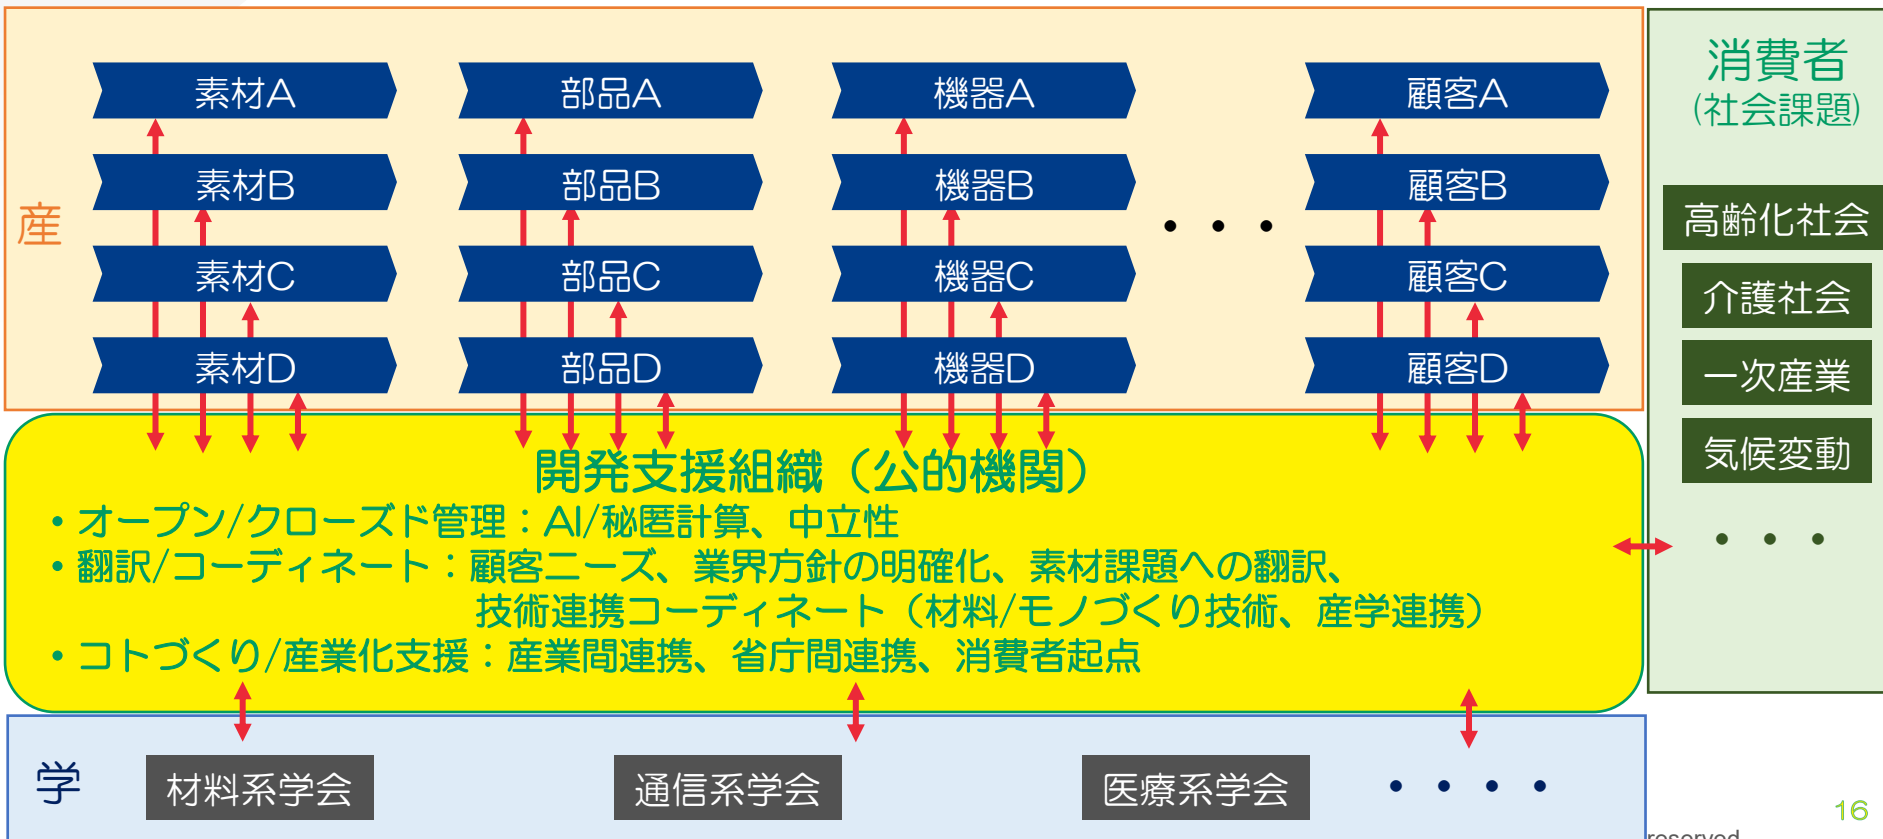 産
素材A
部品A
機器A
顧客A
素材B
部品B
機器B
顧客B
・・・
素材C
部品C
機器C
顧客C
素材D
部品D
機器D
顧客D
消費者
(社会課題)
高齢化社会
介護社会
一次産業
気候変動
・・・
開発支援組織（公的機関）
・オープン/クローズド管理：AI/秘匿計算、中立性
・翻訳/コーディネート：顧客ニーズ、業界方針の明確化、素材課題への翻訳、
技術連携コーディネート（材料/モノづくり技術、産学連携）
・コトづくり/産業化支援：産業間連携、省庁間連携、消費者起点
学
材料系学会
通信系学会
医療系学会
・・・・
16
reserved